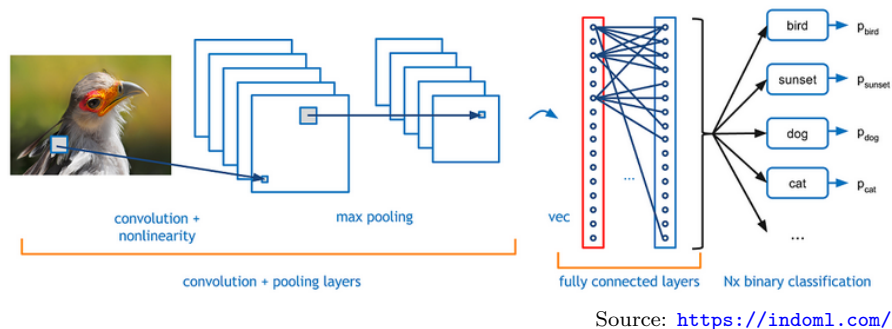 convolution +
nonlinearity
max pooling
convolution + pooling layers
vec
...
fully connected layers
bird
p_bird
sunset
p_sunset
dog
p_dog
cat
p_cat
...
Nx binary classification
Source: https://indoml.com/